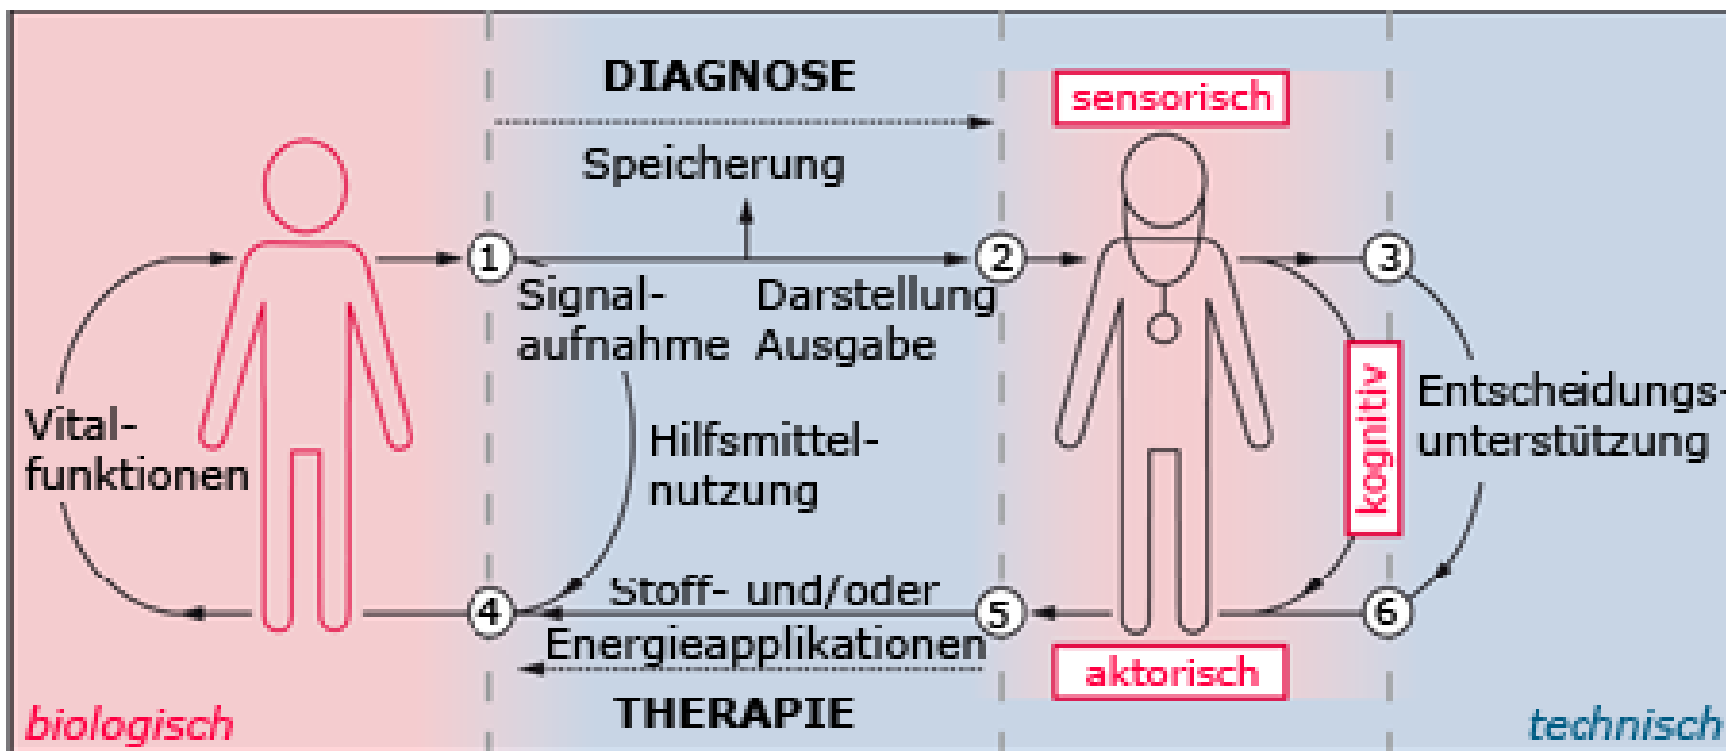 DIAGNOSE
sensorisch
Speicherung
1
2
3
Signal-
aufnahme
Darstellung
Ausgabe
Vital-
funktionen
Hilfsmittel-
nutzung
kognitiv
Entscheidungs-
unterstützung
4
Stoff- und/oder
Energieapplikationen
5
6
aktorisch
THERAPIE
biologisch
technisch